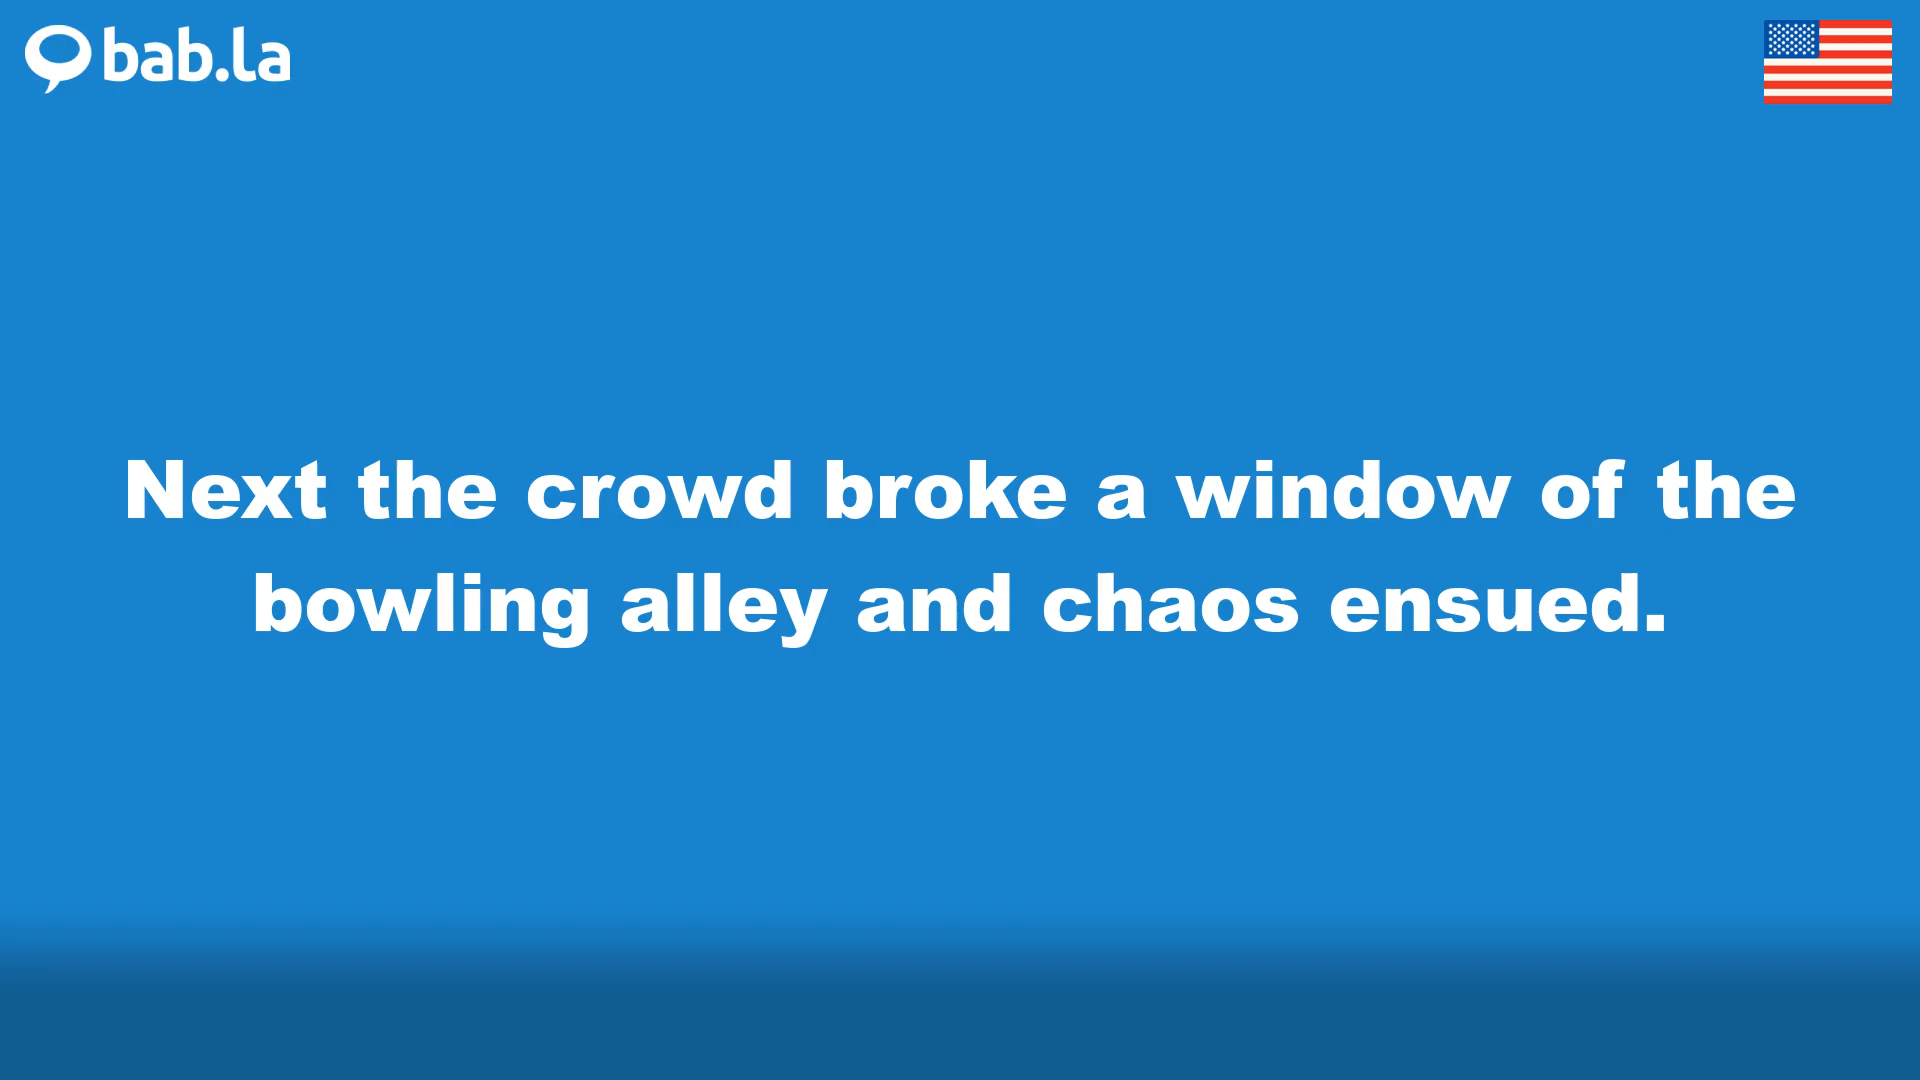 bab.la
Next the crowd broke a window of the
bowling alley and chaos ensued.